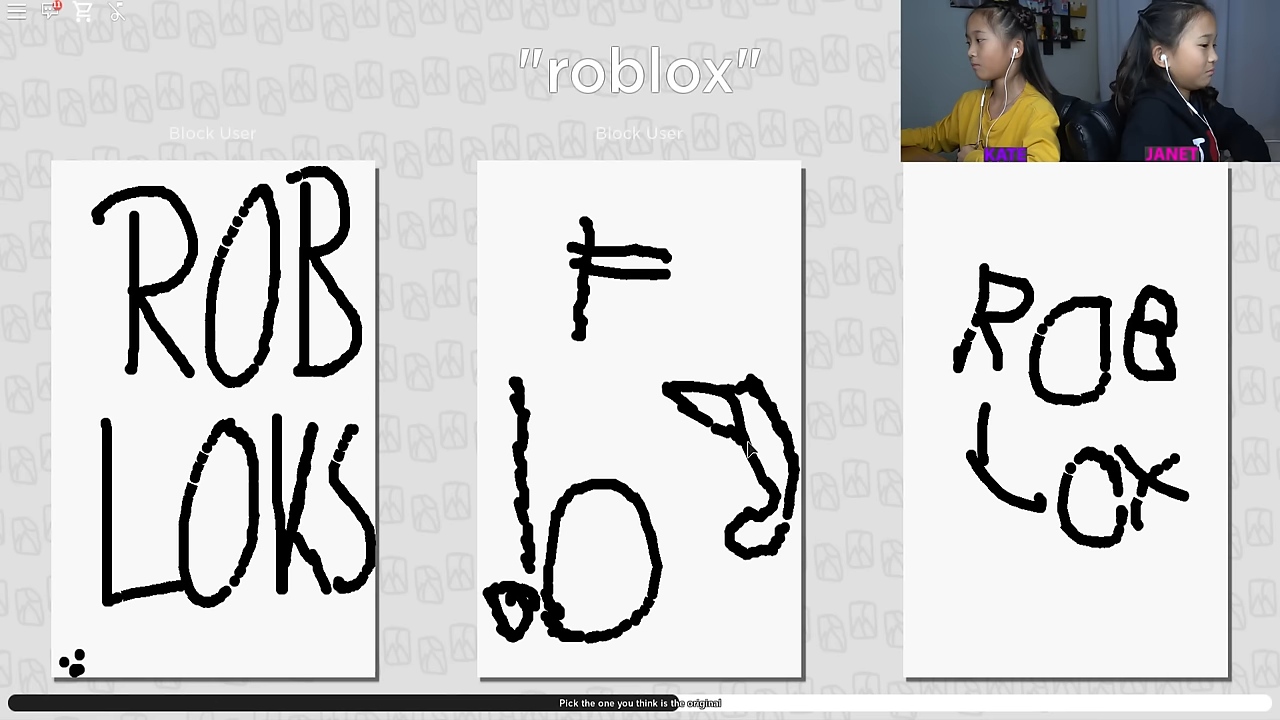 "roblox"
Block User
Block User
KATE
JANET
ROB
LOKS
ROB
LOX
Pick the one you think is the original